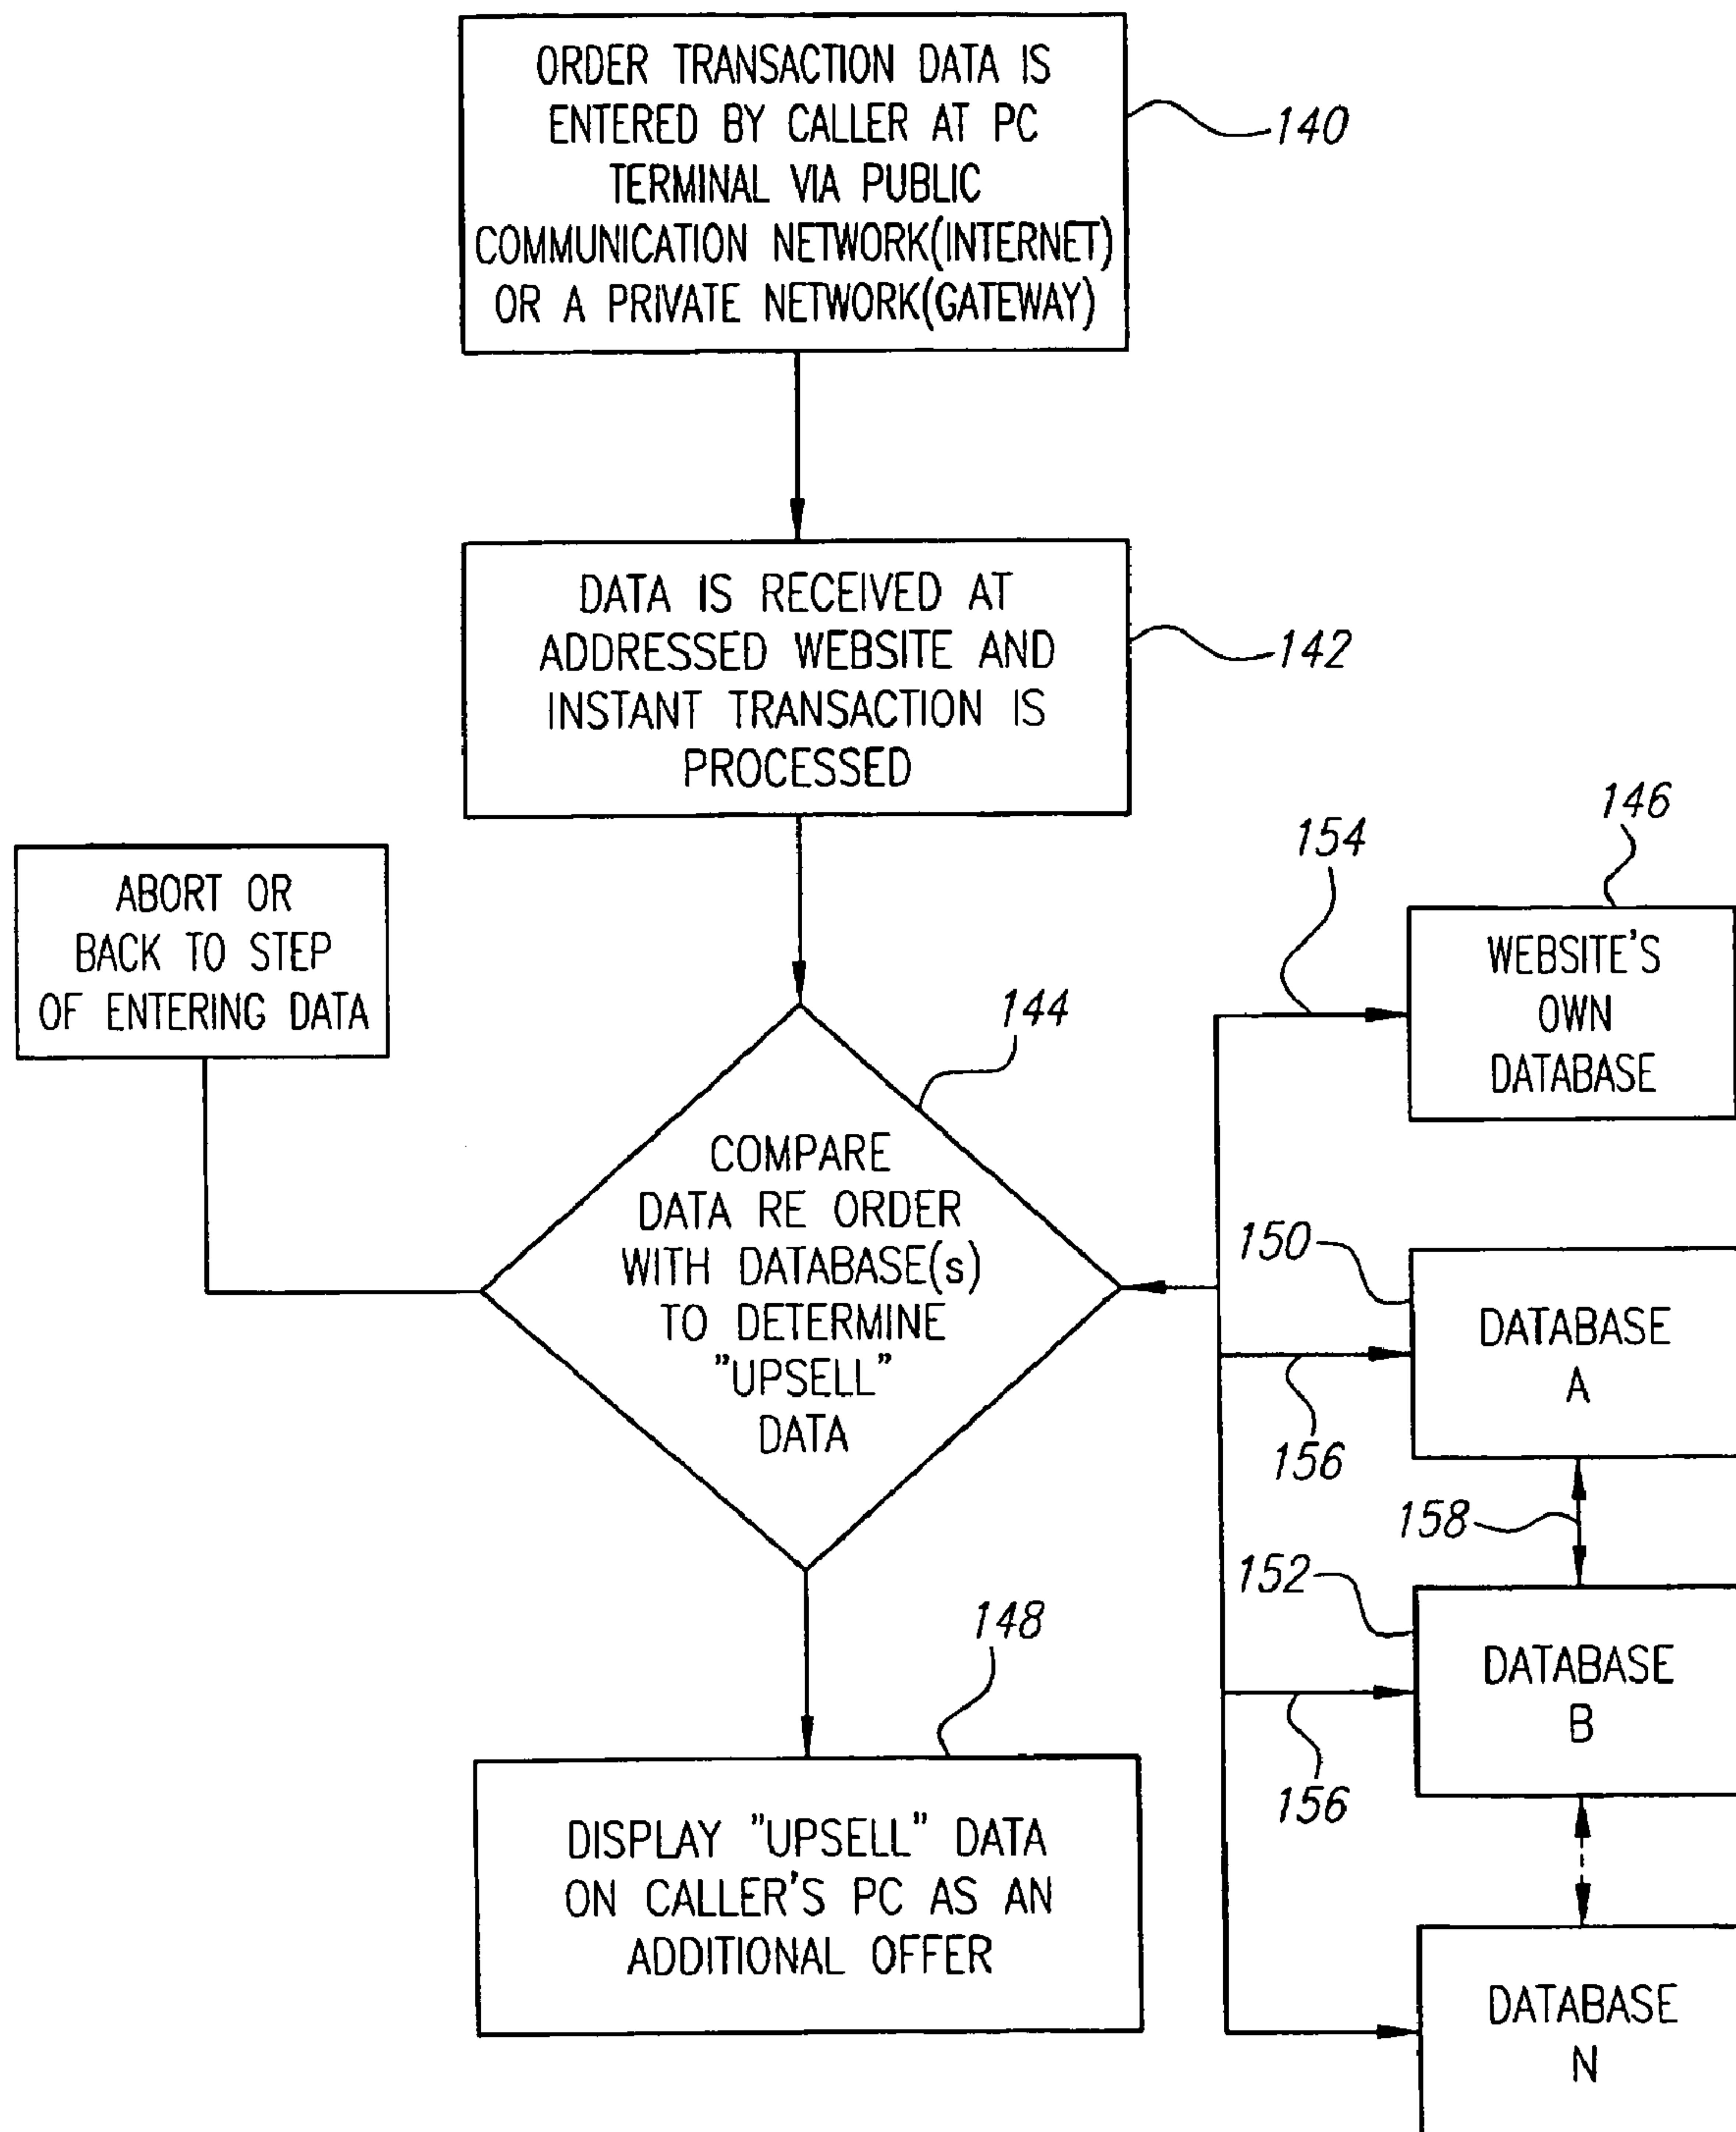 ORDER TRANSACTION DATA IS
ENTERED BY CALLER AT PC
TERMINAL VIA PUBLIC
COMMUNICATION NETWORK(INTERNET)
OR A PRIVATE NETWORK(GATEWAY)
140
DATA IS RECEIVED AT
ADDRESSED WEBSITE AND
INSTANT TRANSACTION IS
PROCESSED
142
ABORT OR
BACK TO STEP
OF ENTERING DATA
144
COMPARE
DATA RE ORDER
WITH DATABASE(s)
TO DETERMINE
"UPSELL"
DATA
154
146
WEBSITE'S
OWN
DATABASE
150
DATABASE
A
156
158
152
DATABASE
B
156
148
DISPLAY "UPSELL" DATA
ON CALLER'S PC AS AN
ADDITIONAL OFFER
DATABASE
N